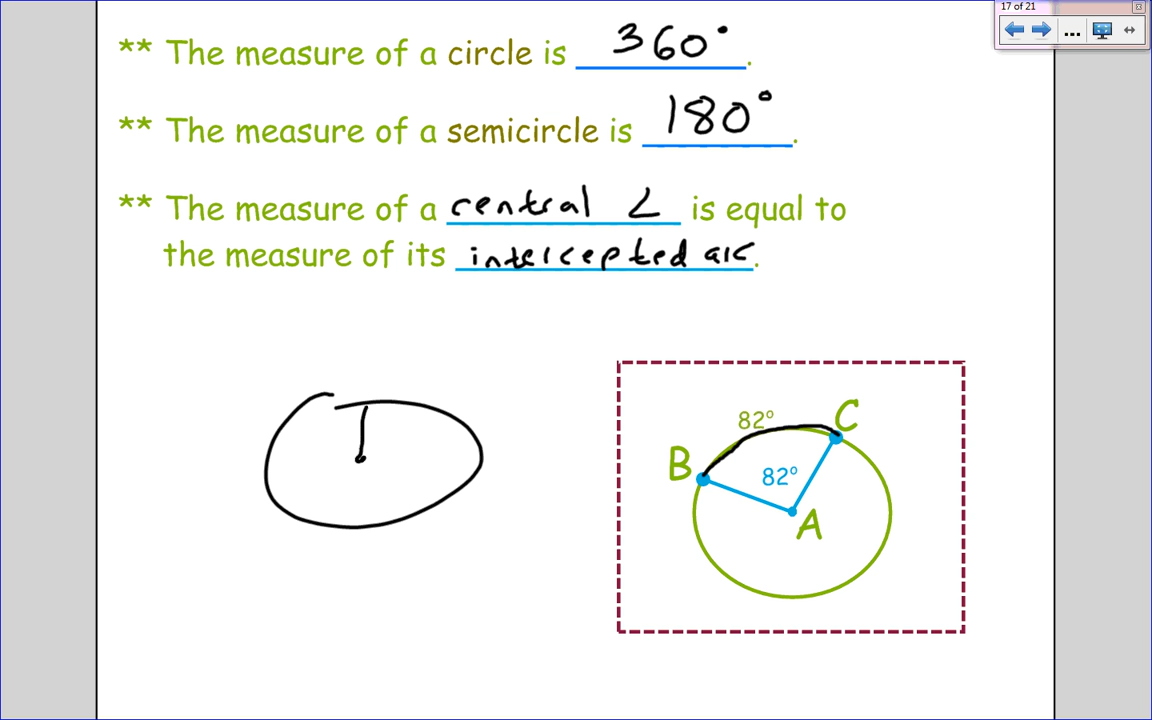 17 of 21
** The measure of a circle is 360°.
** The measure of a semicircle is 180°.
** The measure of a central ∠ is equal to
the measure of its intercepted arc.
82°
C
B
82°
A